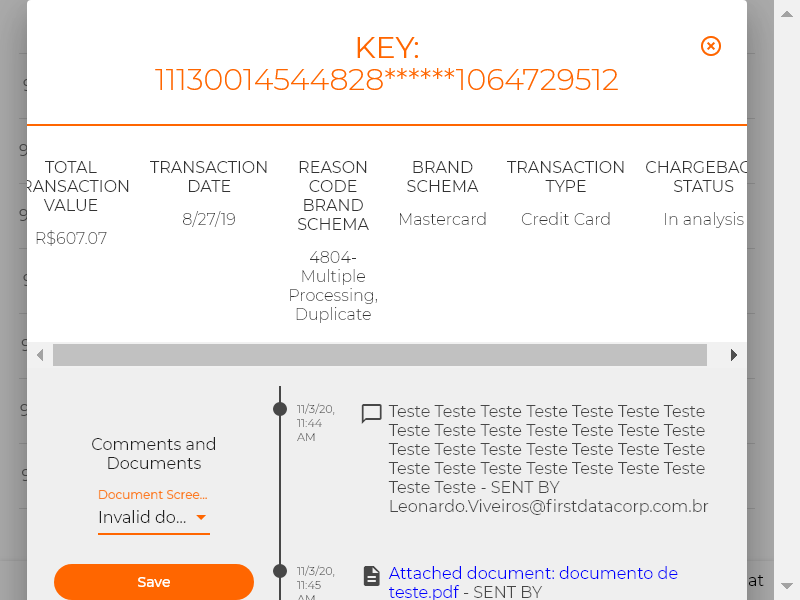 KEY:
11130014544828******1064729512
TOTAL
RANSACTION
VALUE
R$607.07
TRANSACTION
DATE
8/27/19
REASON
CODE
BRAND
SCHEMA
4804-
Multiple
Processing,
Duplicate
BRAND
SCHEMA
Mastercard
TRANSACTION
TYPE
Credit Card
CHARGEBAC
STATUS
In analysis
Comments and
Documents
Document Scree...
Invalid do...
Save
11/3/20,
11:44
AM
Teste Teste Teste Teste Teste Teste Teste
Teste Teste Teste Teste Teste Teste Teste
Teste Teste Teste Teste Teste Teste Teste
Teste Teste Teste Teste Teste Teste Teste
Teste Teste - SENT BY
Leonardo.Viveiros@firstdatacorp.com.br
11/3/20,
11:45
AM
Attached document: documento de
teste.pdf - SENT BY
at